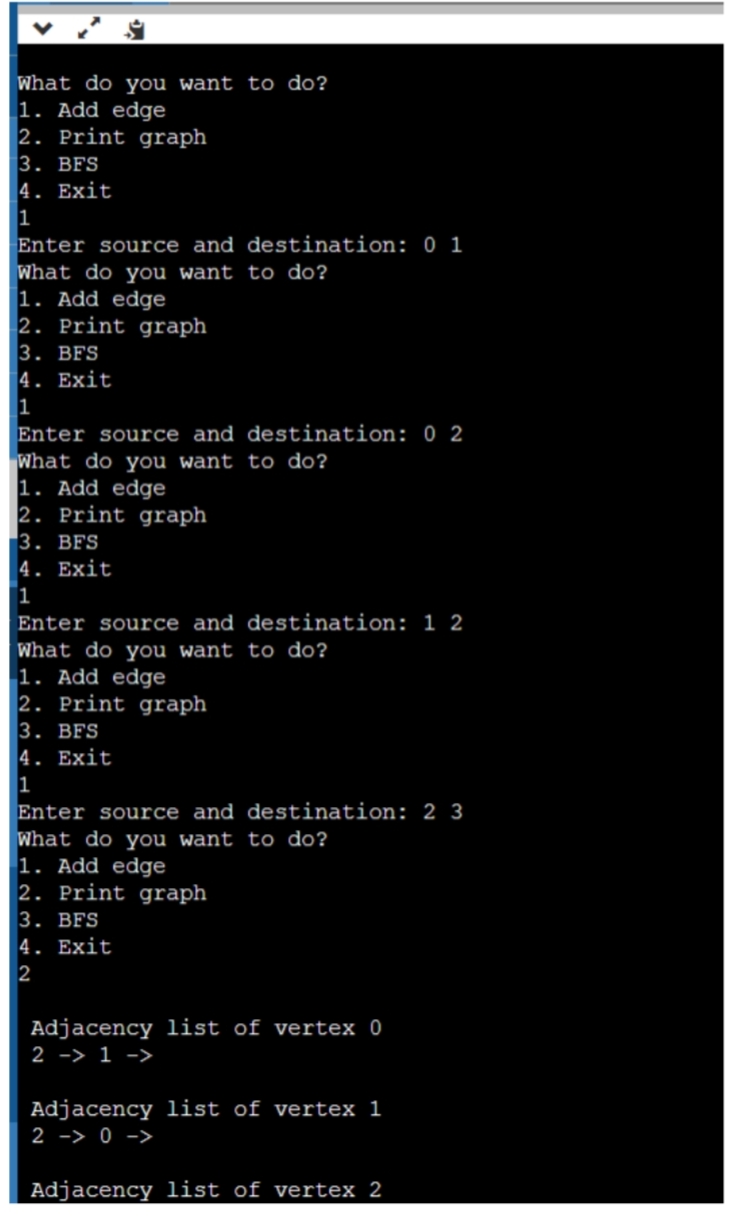 What do you want to do?
1. Add edge
2. Print graph
3. BFS
4. Exit
1
Enter source and destination: 0 1
What do you want to do?
1. Add edge
2. Print graph
3. BFS
4. Exit
1
Enter source and destination: 0 2
What do you want to do?
1. Add edge
2. Print graph
3. BFS
4. Exit
1
Enter source and destination: 1 2
What do you want to do?
1. Add edge
2. Print graph
3. BFS
4. Exit
1
Enter source and destination: 2 3
What do you want to do?
1. Add edge
2. Print graph
3. BFS
4. Exit
2
Adjacency list of vertex 0
2 -> 1 ->
Adjacency list of vertex 1
2 -> 0 ->
Adjacency list of vertex 2